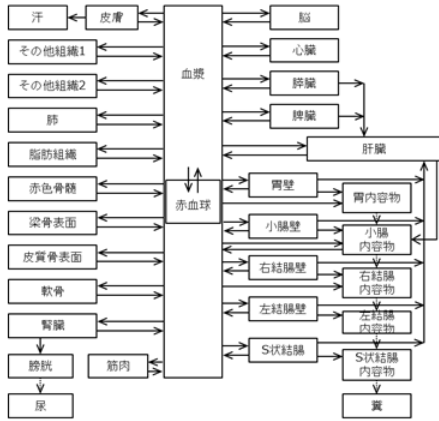 汗
皮膚
脳
その他組織1
血漿
心臓
その他組織2
膵臓
肺
脾臓
脂肪組織
肝臓
赤色骨髄
赤血球
胃壁
胃内容物
梁骨表面
小腸壁
小腸
内容物
皮質骨表面
右結腸壁
右結腸
内容物
軟骨
左結腸壁
左結腸
内容物
腎臓
S状結腸
S状結腸
内容物
膀胱
筋肉
尿
糞